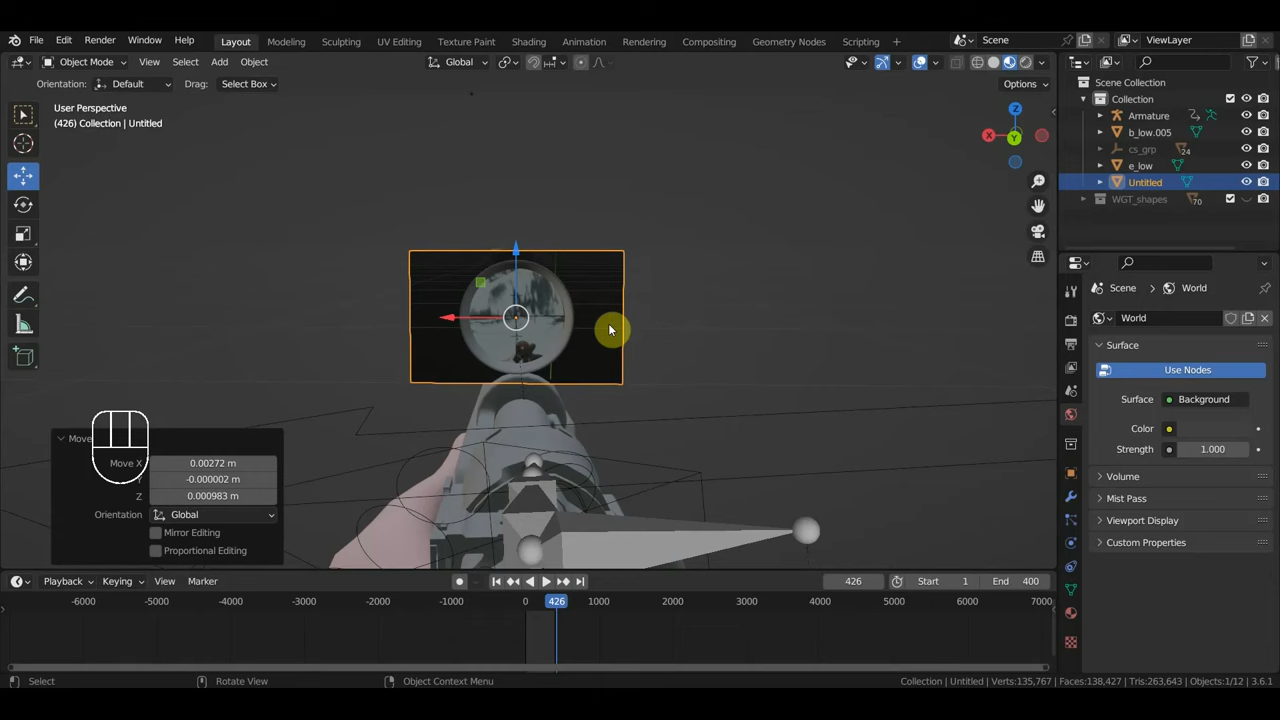 File Edit Render Window Help Layout Modeling Sculpting UV Editing Texture Paint Shading Animation Rendering Compositing Geometry Nodes Scripting + Scene ViewLayer
Object Mode View Select Add Object Global
Orientation: Default Drag: Select Box Options
User Perspective
(426) Collection | Untitled
Z
X
Y
Scene Collection
Collection
Armature
b_low.005
cs_grp 24
e_low
Untitled
WGT_shapes 70
Scene > World
World
Surface
Use Nodes
Surface Background
Color
Strength 1.000
Volume
Mist Pass
Viewport Display
Custom Properties
Move
Move X 0.00272 m
Y -0.000002 m
Z 0.000983 m
Orientation Global
Mirror Editing
Proportional Editing
Playback Keying View Marker 426 Start 1 End 400
-6000 -5000 -4000 -3000 -2000 -1000 0 426 1000 2000 3000 4000 5000 6000 7000
Select Rotate View Object Context Menu Collection | Untitled | Verts:135,767 | Faces:138,427 | Tris:263,643 | Objects:1/12 | 3.6.1